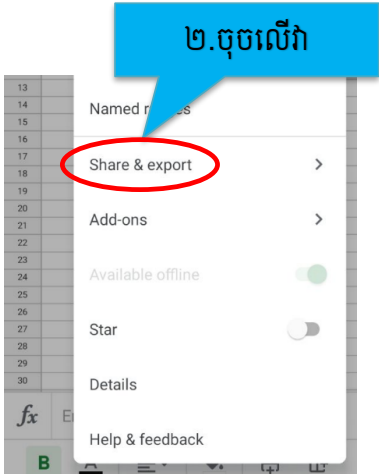 ២.ចុចលើវា
13
14
Named
15
16
17
Share & export
18
19
20
Add-ons
21
22
23
Available offline
24
25
26
27
Star
28
29
30
Details
fx
Help & feedback
B A